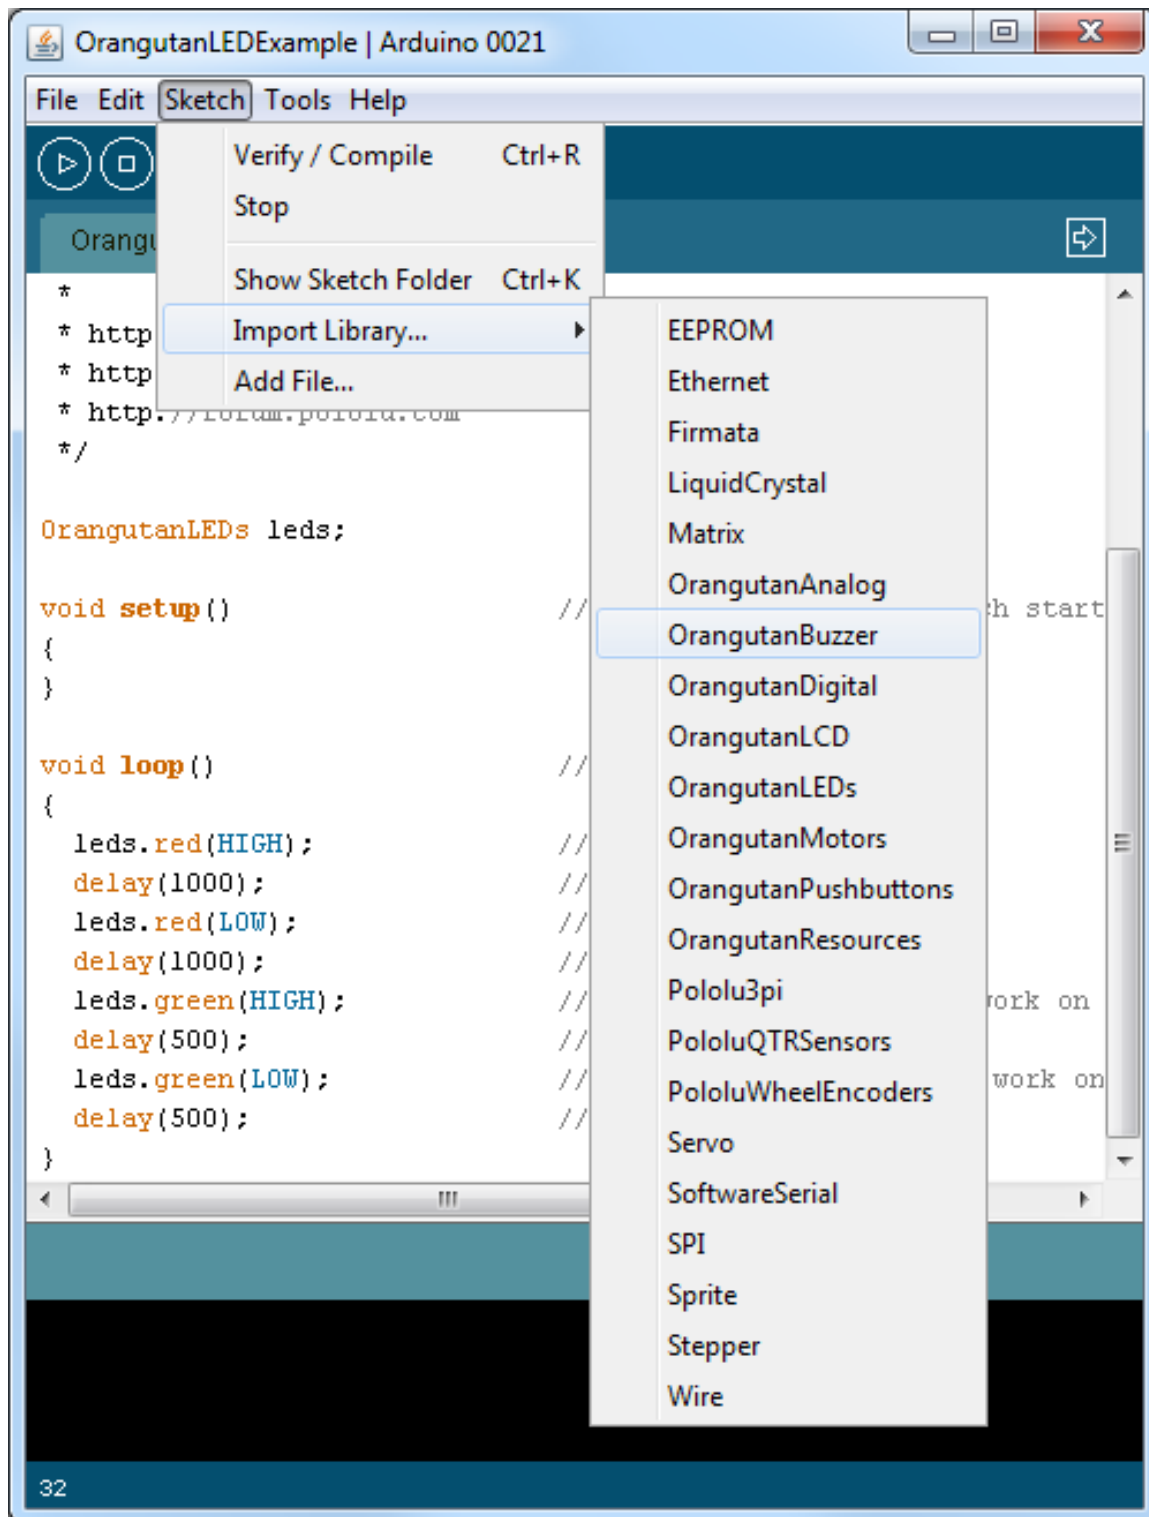 OrangutanLEDExample | Arduino 0021
File Edit Sketch Tools Help
Verify / Compile Ctrl+R
Stop
Show Sketch Folder Ctrl+K
Import Library...
Add File...
EEPROM
Ethernet
Firmata
LiquidCrystal
Matrix
OrangutanAnalog
OrangutanBuzzer
OrangutanDigital
OrangutanLCD
OrangutanLEDs
OrangutanMotors
OrangutanPushbuttons
OrangutanResources
Pololu3pi
PololuQTRSensors
PololuWheelEncoders
Servo
SoftwareSerial
SPI
Sprite
Stepper
Wire
Orangu
*
* http
* http
* http://forum.pololu.com
*/
OrangutanLEDs leds;
void setup() // h start
{
}
void loop() //
{
leds.red(HIGH); //
delay(1000); //
leds.red(LOW); //
delay(1000); //
leds.green(HIGH); // work on
delay(500); //
leds.green(LOW); // work on
delay(500); //
}
32